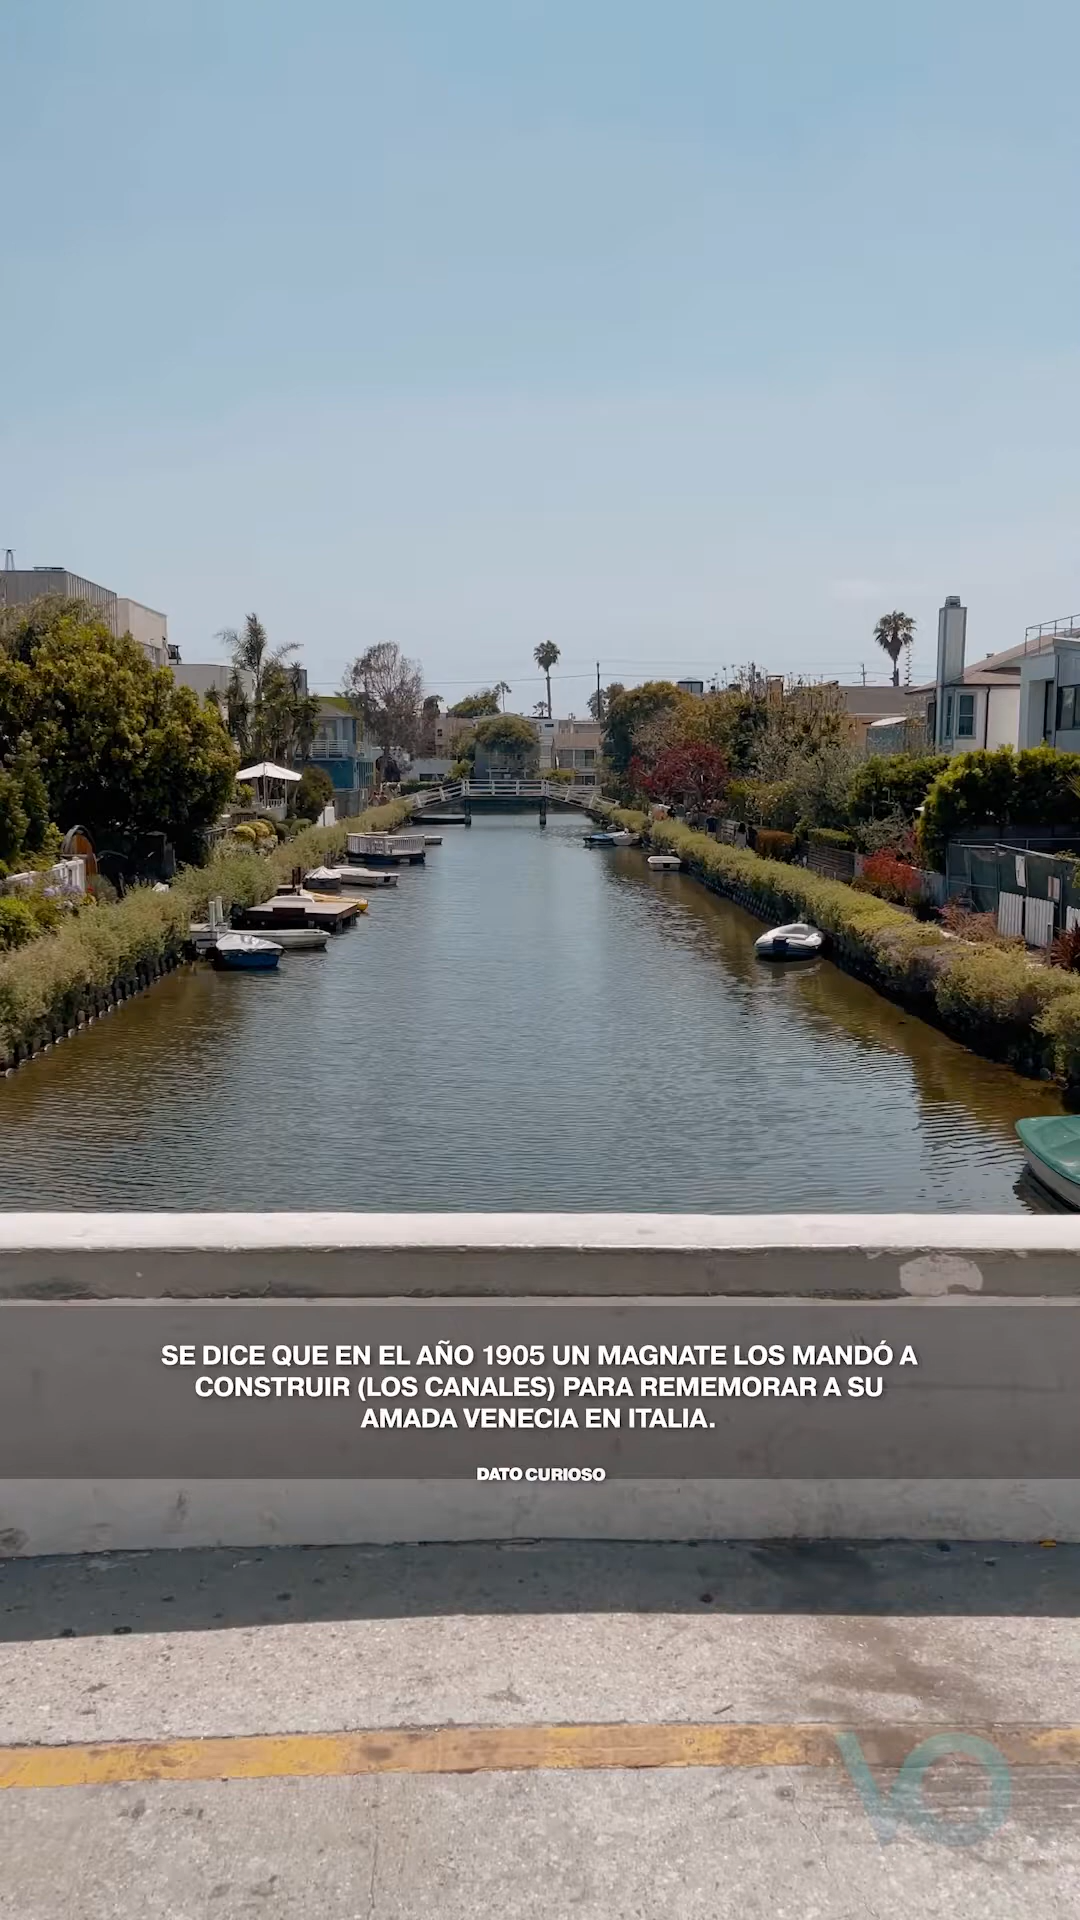 SE DICE QUE EN EL AÑO 1905 UN MAGNATE LOS MANDÓ A
CONSTRUIR (LOS CANALES) PARA REMEMORAR A SU
AMADA VENECIA EN ITALIA.
DATO CURIOSO
VO